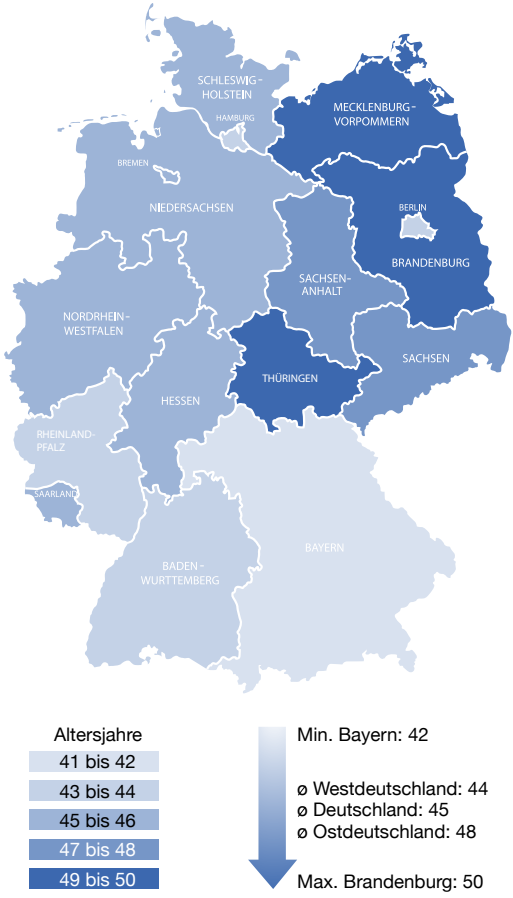 SCHLESWIG-
HOLSTEIN
HAMBURG
MECKLENBURG-
VORPOMMERN
BREMEN
NIEDERSACHSEN
BERLIN
BRANDENBURG
SACHSEN-
ANHALT
NORDRHEIN-
WESTFALEN
SACHSEN
THÜRINGEN
HESSEN
RHEINLAND-
PFALZ
SAARLAND
BAYERN
BADEN-
WURTTEMBERG
Altersjahre
41 bis 42
43 bis 44
45 bis 46
47 bis 48
49 bis 50
Min. Bayern: 42
ø Westdeutschland: 44
ø Deutschland: 45
ø Ostdeutschland: 48
Max. Brandenburg: 50